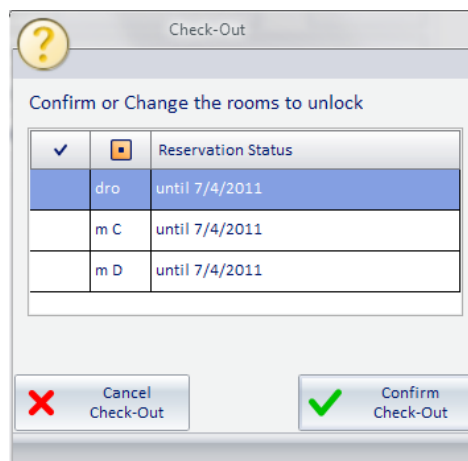 Check-Out
Confirm or Change the rooms to unlock
Reservation Status
dro until 7/4/2011
m C until 7/4/2011
m D until 7/4/2011
Cancel
Check-Out
Confirm
Check-Out